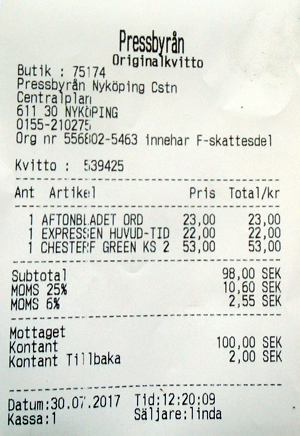 Pressbyrån
Originalkvitto
Butik : 75174
Pressbyrån Nyköping Cstn
Centralplan
611 30 NYKÖPING
0155-210275
Org nr 556802-5463 innehar F-skattesdel
Kvitto : 539425
Ant Artikel Pris Total/kr
1 AFTONBLADET ORD 23,00 23,00
1 EXPRESSEN HUVUD-TID 22,00 22,00
1 CHESTERF GREEN KS 2 53,00 53,00
Subtotal 98,00 SEK
MOMS 25% 10,60 SEK
MOMS 6% 2,55 SEK
Mottaget
Kontant 100,00 SEK
Kontant Tillbaka 2,00 SEK
Datum:30.07.2017 Tid:12:20:09
Kassa:1 Säljare:linda